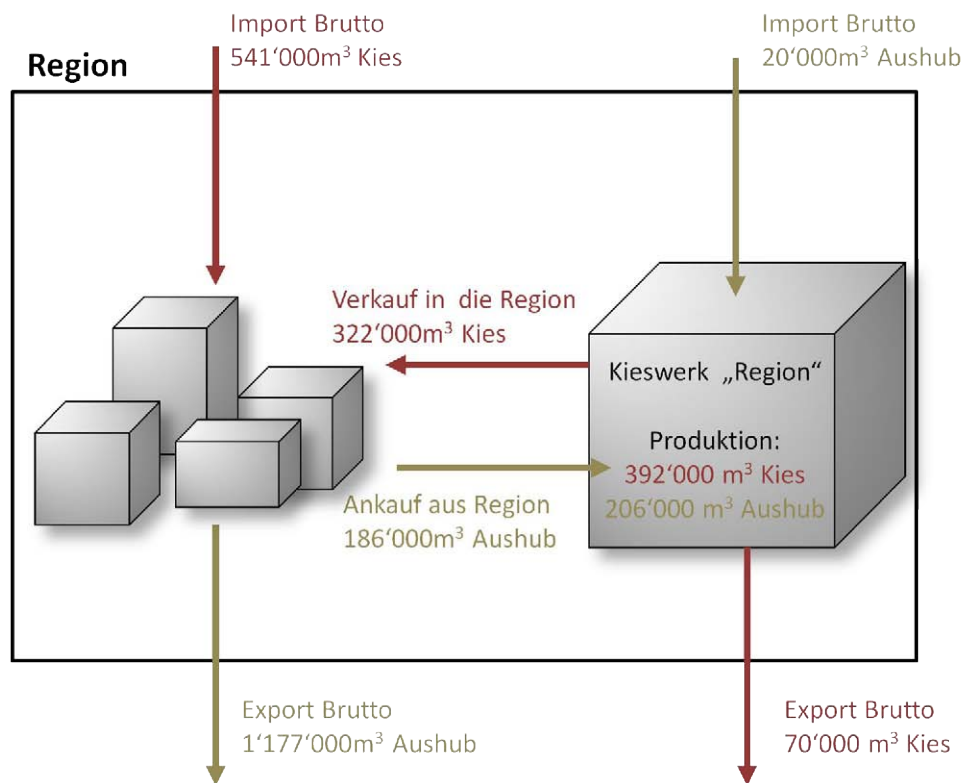 Import Brutto
541‘000m³ Kies
Import Brutto
20‘000m³ Aushub
Region
Verkauf in die Region
322‘000m³ Kies
Kieswerk „Region“
Produktion:
392‘000 m³ Kies
206‘000 m³ Aushub
Ankauf aus Region
186‘000m³ Aushub
Export Brutto
1‘177‘000m³ Aushub
Export Brutto
70‘000 m³ Kies